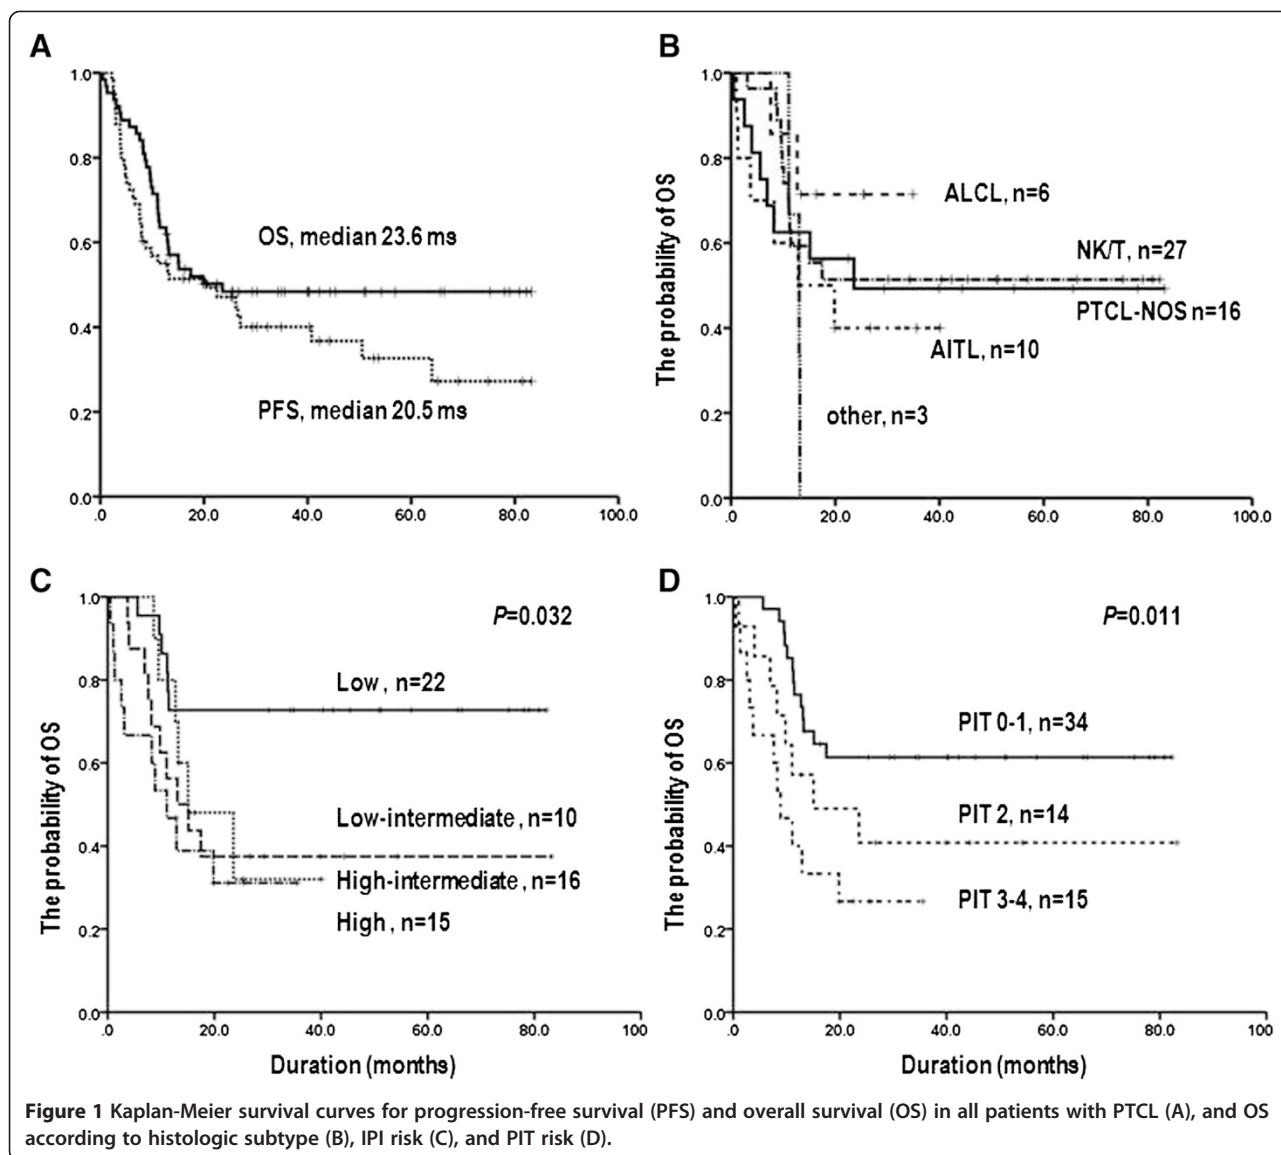 A
1.0
0.8
0.6
0.4
0.2
0.0
.0 20.0 40.0 60.0 80.0 100.0
OS, median 23.6 ms
PFS, median 20.5 ms
B
The probability of OS
1.0
0.8
0.6
0.4
0.2
0.0
.0 20.0 40.0 60.0 80.0 100.0
ALCL, n=6
NK/T, n=27
PTCL-NOS n=16
AITL, n=10
other, n=3
C
The probability of OS
1.0
0.8
0.6
0.4
0.2
0.0
.0 20.0 40.0 60.0 80.0 100
P=0.032
Low , n=22
Low-intermediate, n=10
High-intermediate, n=16
High , n=15
Duration (months)
D
The probability of OS
1.0
0.8
0.6
0.4
0.2
0.0
.0 20.0 40.0 60.0 80.0 100
P=0.011
PIT 0-1, n=34
PIT 2, n=14
PIT 3-4, n=15
Duration (months)
Figure 1 Kaplan-Meier survival curves for progression-free survival (PFS) and overall survival (OS) in all patients with PTCL (A), and OS
according to histologic subtype (B), IPI risk (C), and PIT risk (D).